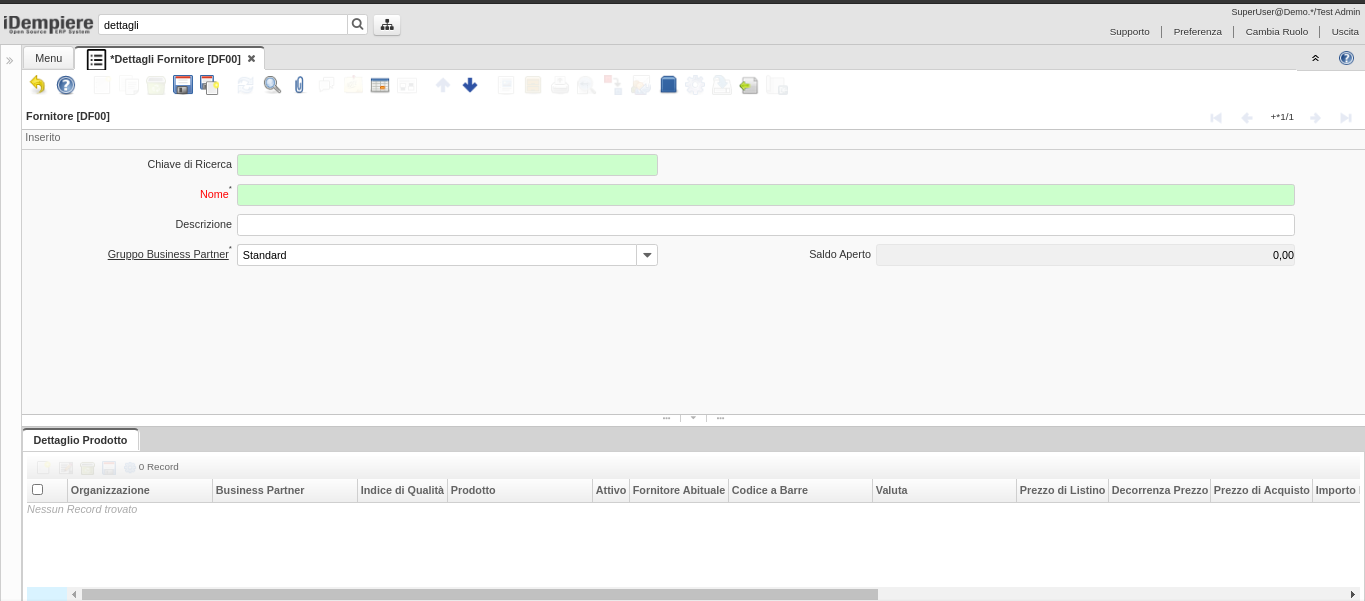 SuperUser@Demo.*/Test Admin
iDempiere
Open Source ERP System
dettagli
Supporto
Preferenza
Cambia Ruolo
Uscita
»
Menu
*Dettagli Fornitore [DF00]
Fornitore [DF00]
+*1/1
Inserito
Chiave di Ricerca
Nome*
Descrizione
Gruppo Business Partner*
Standard
Saldo Aperto
0,00
Dettaglio Prodotto
0 Record
Organizzazione
Business Partner
Indice di Qualità
Prodotto
Attivo
Fornitore Abituale
Codice a Barre
Valuta
Prezzo di Listino
Decorrenza Prezzo
Prezzo di Acquisto
Importo
Nessun Record trovato